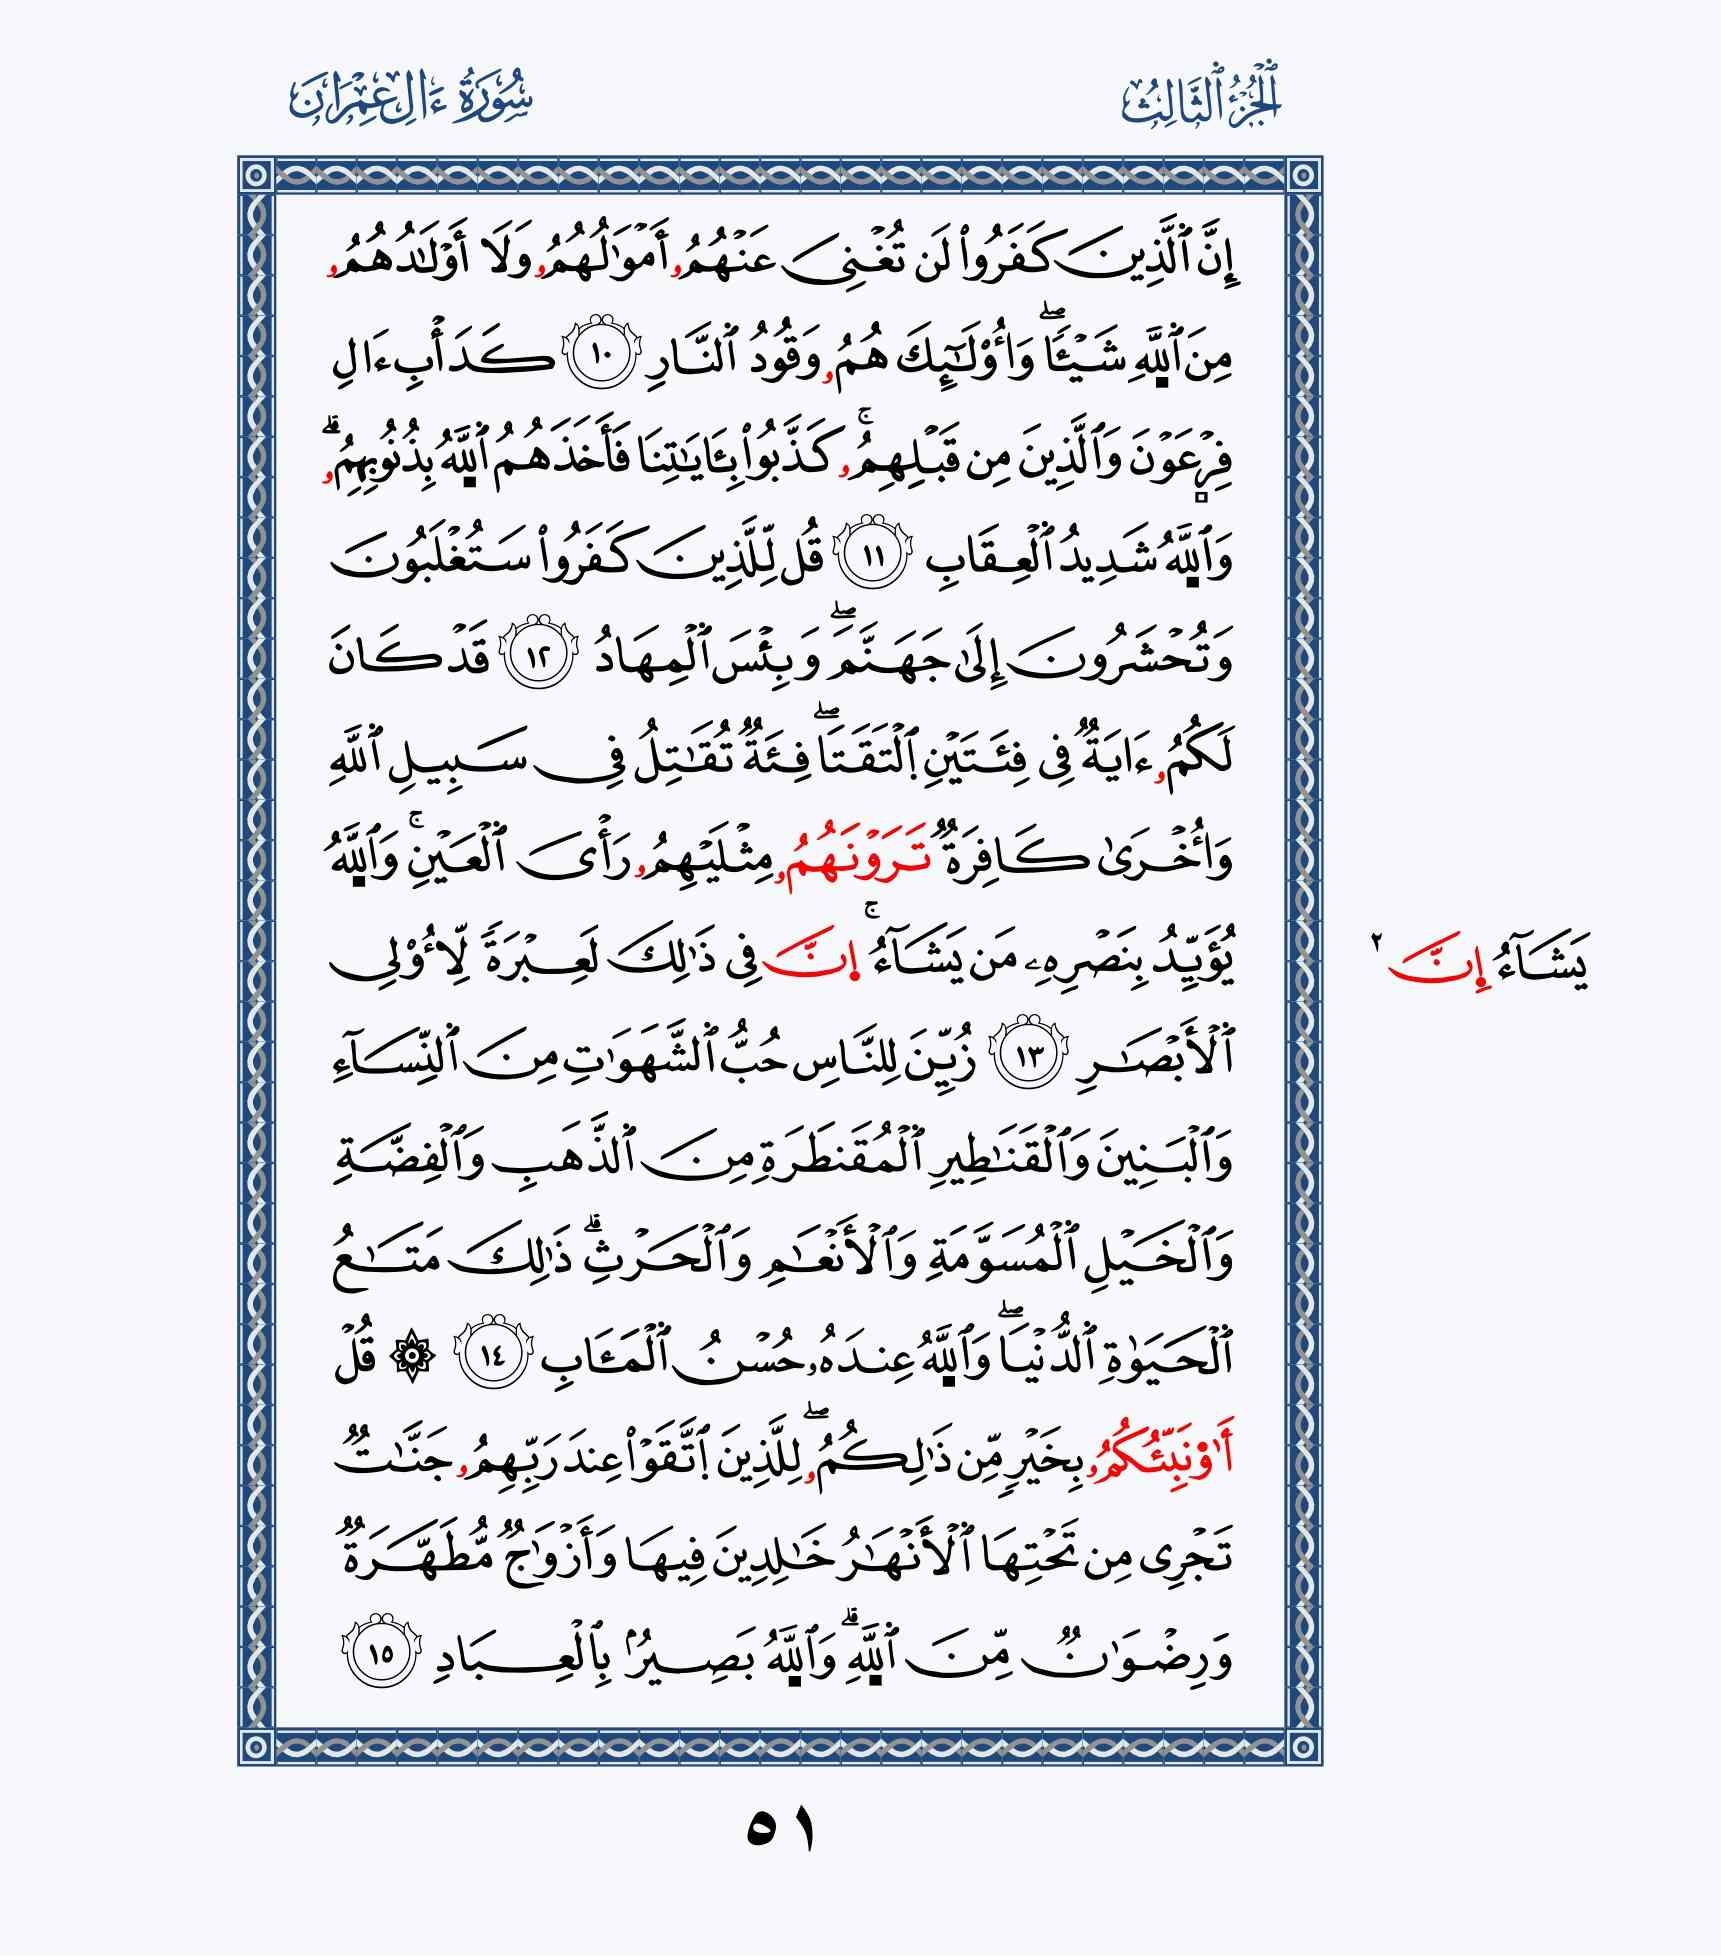 ٱلۡجُزۡءُ ٱلثَّالِثُ
سُورَةُ ءَالِ عِمۡرَانَ
إِنَّ ٱلَّذِينَ كَفَرُواْ لَن تُغۡنِيَ عَنۡهُمُۥ أَمۡوَٰلُهُمُۥ وَلَا أَوۡلَٰدُهُمُۥ
مِنَ ٱللَّهِ شَيۡـًٔاۖ وَأُوْلَٰٓئِكَ هُمُۥ وَقُودُ ٱلنَّارِ ١٠ كَدَأۡبِ ءَالِ
فِرۡعَوۡنَ وَٱلَّذِينَ مِن قَبۡلِهِمُۥۚ كَذَّبُواْ بِـَٔايَٰتِنَا فَأَخَذَهُمُ ٱللَّهُ بِذُنُوبِهِمُۥۗ
وَٱللَّهُ شَدِيدُ ٱلۡعِقَابِ ١١ قُل لِّلَّذِينَ كَفَرُواْ سَتُغۡلَبُونَ
وَتُحۡشَرُونَ إِلَىٰ جَهَنَّمَۖ وَبِئۡسَ ٱلۡمِهَادُ ١٢ قَدۡ كَانَ
لَكُمُۥ ءَايَةٞ فِي فِئَتَيۡنِ ٱلۡتَقَتَاۖ فِئَةٞ تُقَٰتِلُ فِي سَبِيلِ ٱللَّهِ
وَأُخۡرَىٰ كَافِرَةٞ تَرَوۡنَهُمُۥ مِثۡلَيۡهِمُۥ رَأۡيَ ٱلۡعَيۡنِۚ وَٱللَّهُ
يُؤَيِّدُ بِنَصۡرِهِۦ مَن يَشَآءُۚ اِنَّ فِي ذَٰلِكَ لَعِبۡرَةٗ لِّأُوْلِي
يَشَآءُ إِنَّ ٢
ٱلۡأَبۡصَٰرِ ١٣ زُيِّنَ لِلنَّاسِ حُبُّ ٱلشَّهَوَٰتِ مِنَ ٱلنِّسَآءِ
وَٱلۡبَنِينَ وَٱلۡقَنَٰطِيرِ ٱلۡمُقَنطَرَةِ مِنَ ٱلذَّهَبِ وَٱلۡفِضَّةِ
وَٱلۡخَيۡلِ ٱلۡمُسَوَّمَةِ وَٱلۡأَنۡعَٰمِ وَٱلۡحَرۡثِۗ ذَٰلِكَ مَتَٰعُ
ٱلۡحَيَوٰةِ ٱلدُّنۡيَاۖ وَٱللَّهُ عِندَهُۥ حُسۡنُ ٱلۡمَـَٔابِ ١٤ ۞ قُلۡ
أَٰوْنَبِّئُكُمُۥ بِخَيۡرٖ مِّن ذَٰلِكُمُۥۖ لِلَّذِينَ ٱتَّقَوۡاْ عِندَ رَبِّهِمُۥ جَنَّٰتٞ
تَجۡرِي مِن تَحۡتِهَا ٱلۡأَنۡهَٰرُ خَٰلِدِينَ فِيهَا وَأَزۡوَٰجٞ مُّطَهَّرَةٞ
وَرِضۡوَٰنٞ مِّنَ ٱللَّهِۗ وَٱللَّهُ بَصِيرُۢ بِٱلۡعِبَادِ ١٥
٥١